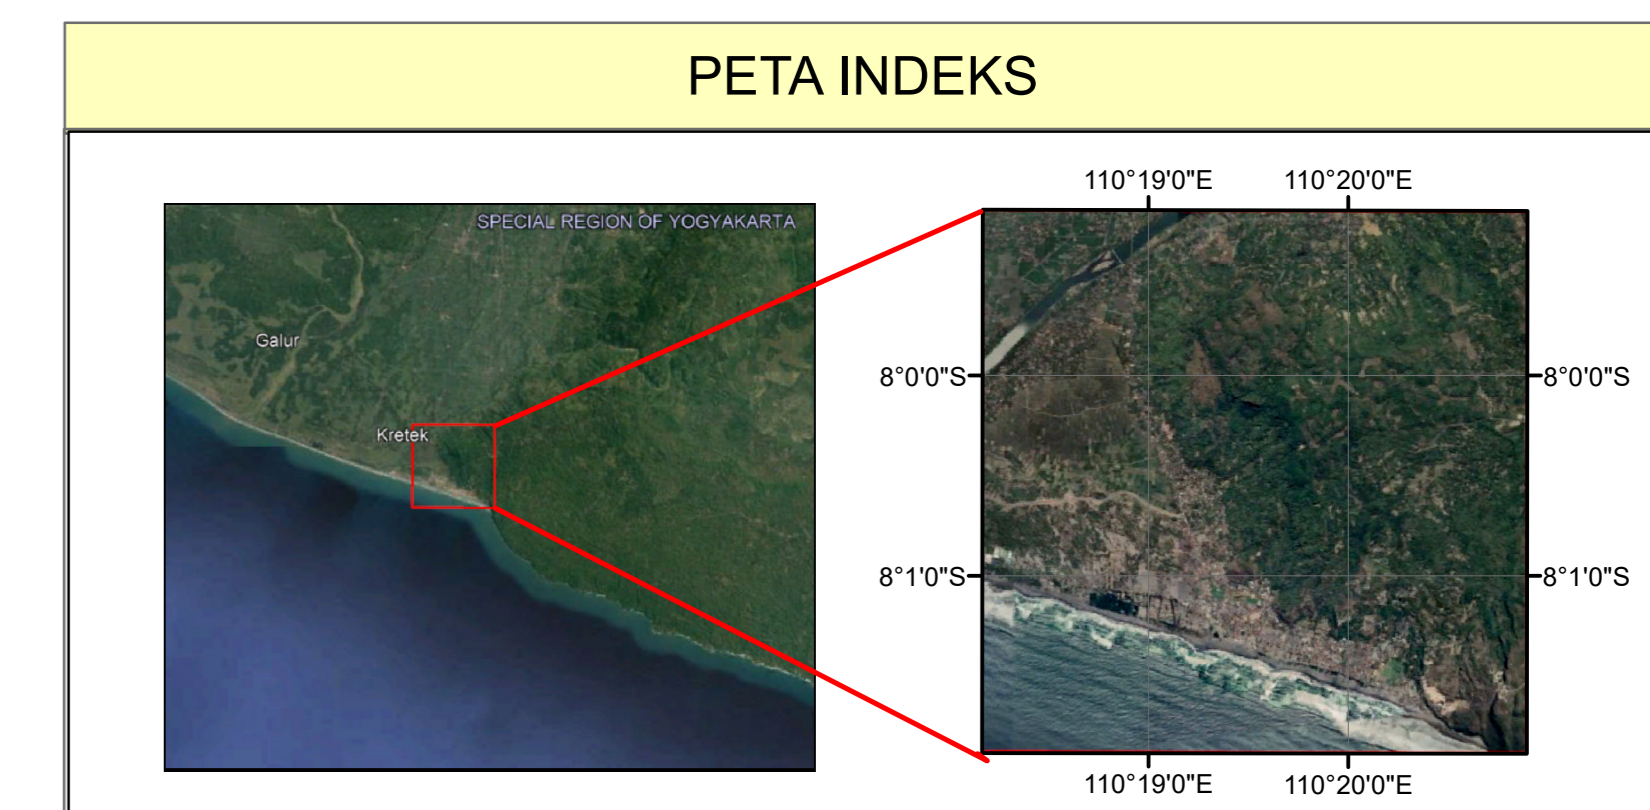 PETA INDEKS
SPECIAL REGION OF YOGYAKARTA
Galur
Kretek
110°19'0"E 110°20'0"E
8°0'0"S 8°0'0"S
8°1'0"S 8°1'0"S
110°19'0"E 110°20'0"E